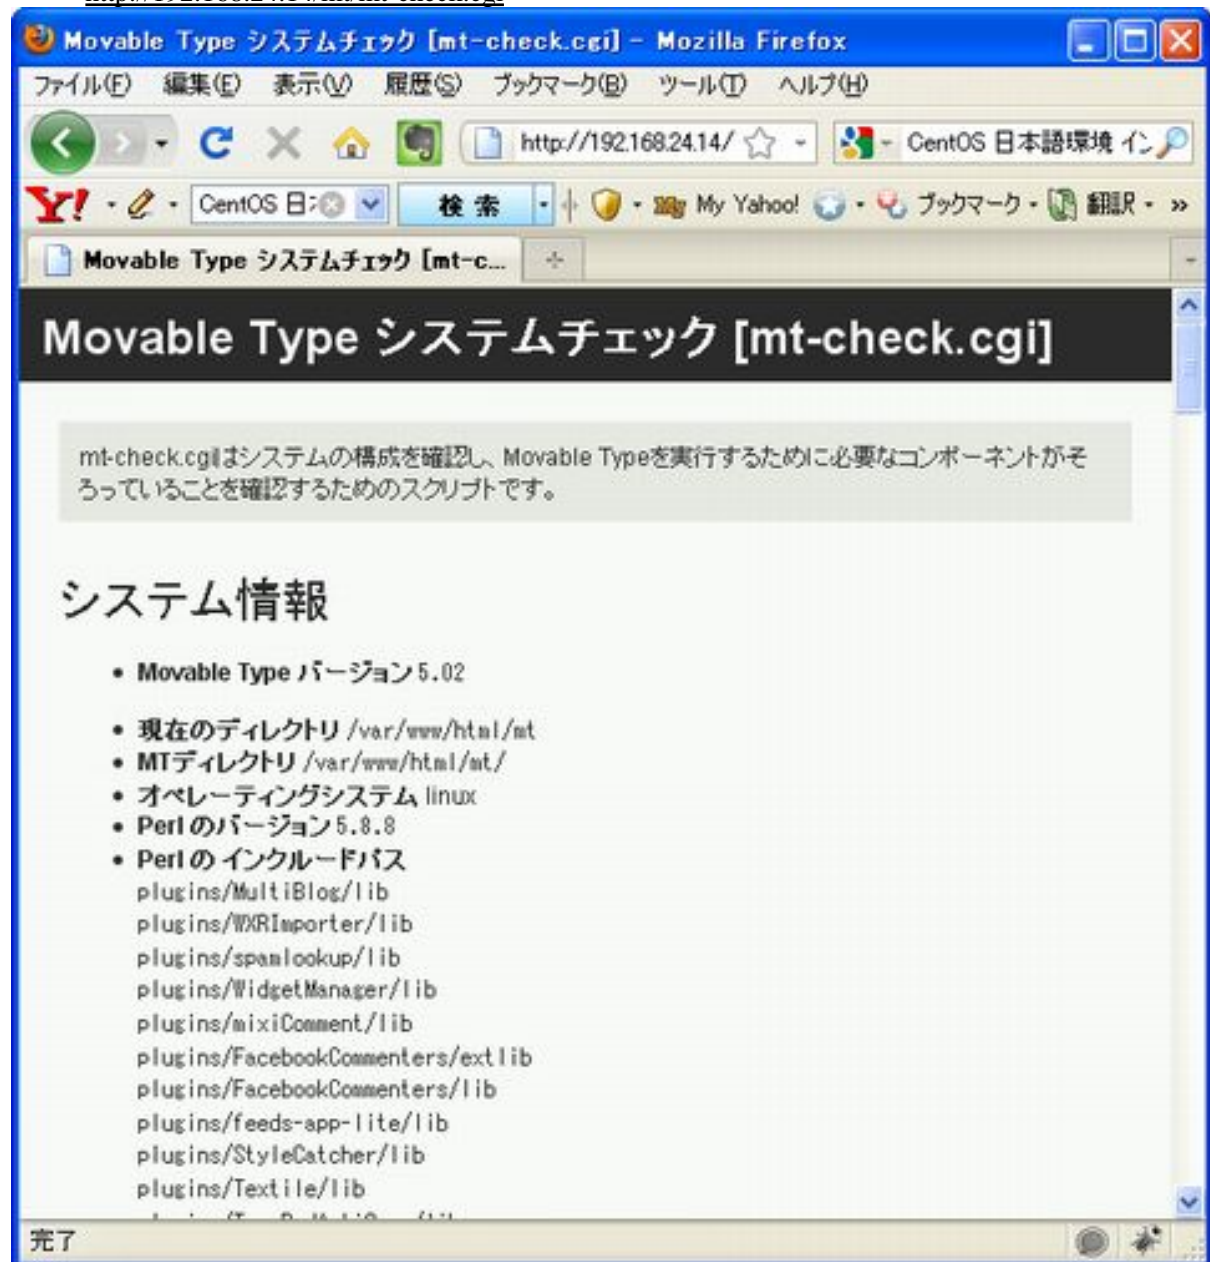 http://192.168.24.14/mt/mt-check.cgi
Movable Type システムチェック [mt-check.cgi] - Mozilla Firefox
ファイル(F) 編集(E) 表示(V) 履歴(S) ブックマーク(B) ツール(T) ヘルプ(H)
http://192.168.24.14/ CentOS 日本語環境 イン
Y! CentOS 日本 検索 My Yahoo! ブックマーク 翻訳 »
Movable Type システムチェック [mt-c...
Movable Type システムチェック [mt-check.cgi]
mt-check.cgiはシステムの構成を確認し、Movable Typeを実行するために必要なコンポーネントがそ
ろっていることを確認するためのスクリプトです。
システム情報
• Movable Type バージョン 5.02
• 現在のディレクトリ /var/www/html/mt
• MTディレクトリ /var/www/html/mt/
• オペレーティングシステム linux
• Perl のバージョン 5.8.8
• Perl の インクルードパス
plugins/MultiBlog/lib
plugins/WXRImporter/lib
plugins/spamlookup/lib
plugins/WidgetManager/lib
plugins/mixiComment/lib
plugins/FacebookCommenters/extlib
plugins/FacebookCommenters/lib
plugins/feeds-app-lite/lib
plugins/StyleCatcher/lib
plugins/Textile/lib
完了